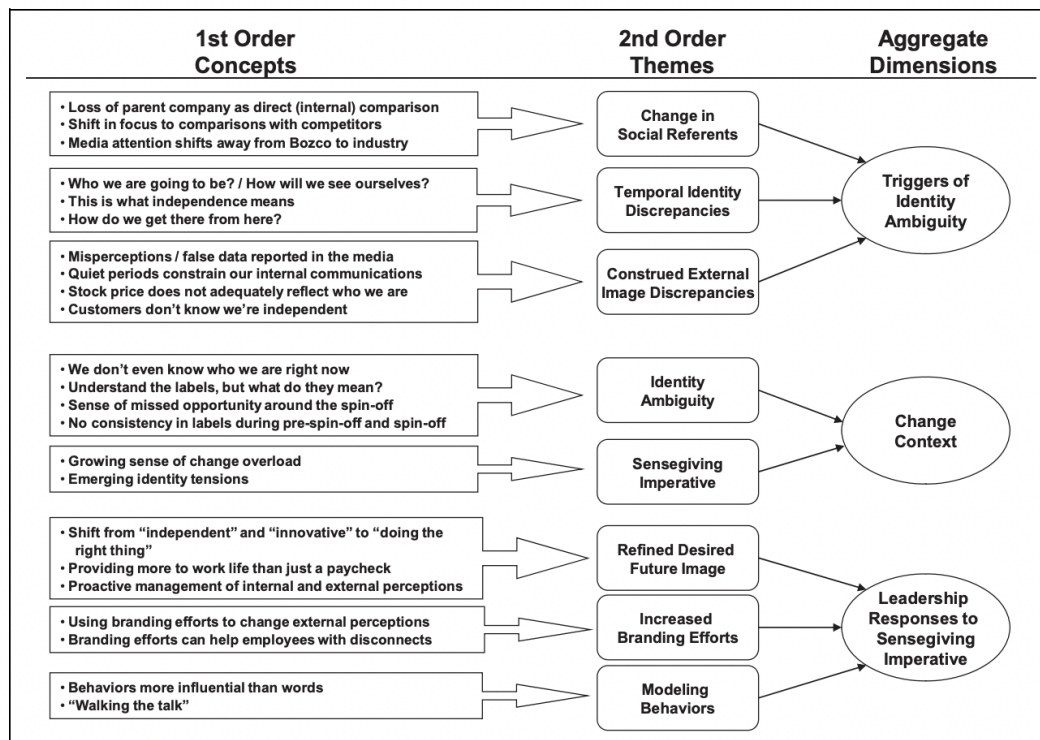 1st Order
Concepts
2nd Order
Themes
Aggregate
Dimensions
• Loss of parent company as direct (internal) comparison
• Shift in focus to comparisons with competitors
• Media attention shifts away from Bozco to industry
Change in
Social Referents
• Who we are going to be? / How will we see ourselves?
• This is what independence means
• How do we get there from here?
Temporal Identity
Discrepancies
Triggers of
Identity
Ambiguity
• Misperceptions / false data reported in the media
• Quiet periods constrain our internal communications
• Stock price does not adequately reflect who we are
• Customers don’t know we’re independent
Construed External
Image Discrepancies
• We don’t even know who we are right now
• Understand the labels, but what do they mean?
• Sense of missed opportunity around the spin-off
• No consistency in labels during pre-spin-off and spin-off
Identity
Ambiguity
Change
Context
• Growing sense of change overload
• Emerging identity tensions
Sensegiving
Imperative
• Shift from “independent” and “innovative” to “doing the
right thing”
• Providing more to work life than just a paycheck
• Proactive management of internal and external perceptions
Refined Desired
Future Image
• Using branding efforts to change external perceptions
• Branding efforts can help employees with disconnects
Increased
Branding Efforts
Leadership
Responses to
Sensegiving
Imperative
• Behaviors more influential than words
• “Walking the talk”
Modeling
Behaviors